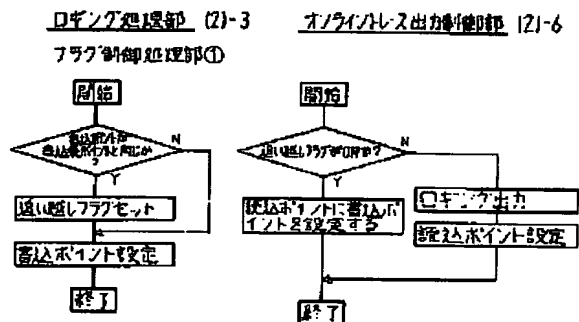 ロギング処理部 (2)-3
フラグ制御処理部①
開始
書込ポイントが
ポイントと同じか
?
N
Y
追い越しフラグセット
書込ポイント設定
終了
オンライントレース出力制御部 (2)-6
開始
追い越しフラグがONか?
N
Y
読込ポイントに書込ポ
イントを設定する
ロギング出力
読込ポイント設定
終了